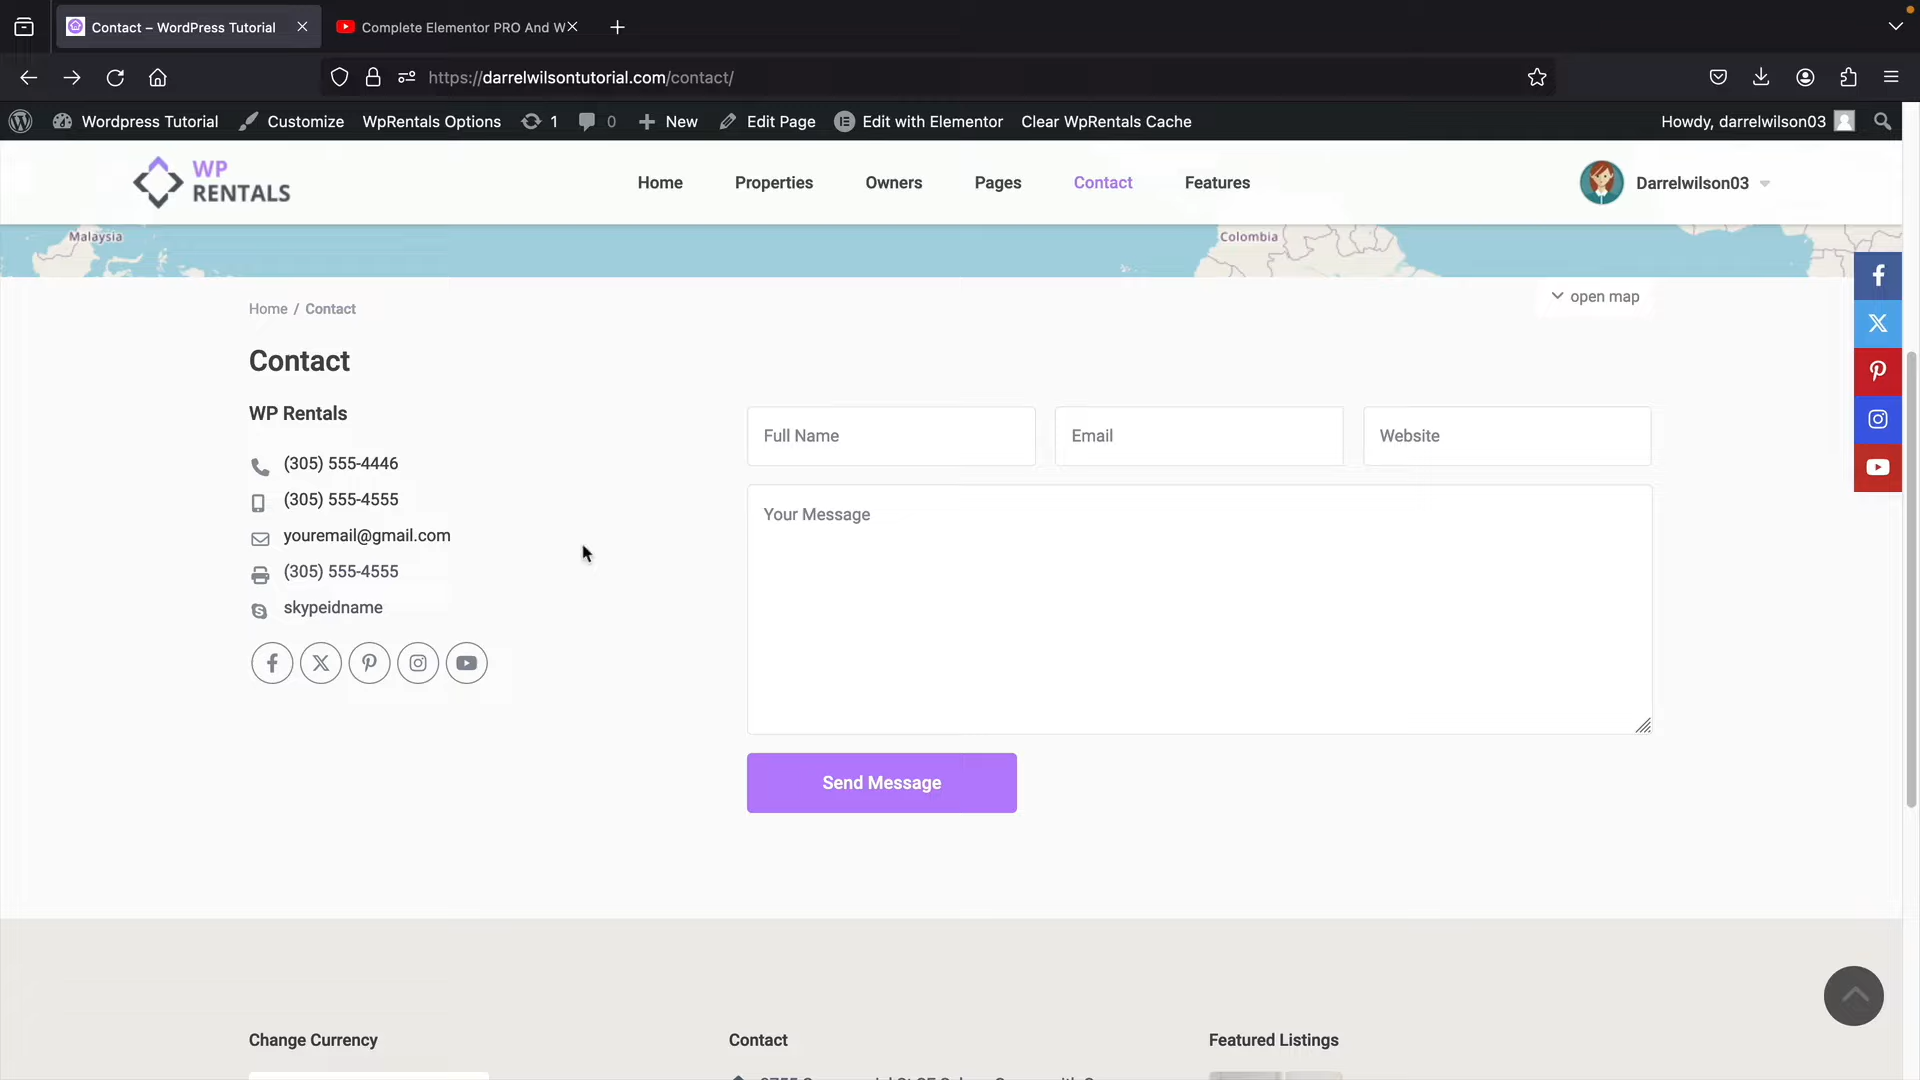 Contact – WordPress Tutorial
Complete Elementor PRO And W
https://darrelwilsontutorial.com/contact/
Wordpress Tutorial Customize WpRentals Options 1 0 New Edit Page Edit with Elementor Clear WpRentals Cache Howdy, darrelwilson03
WP
RENTALS
Home Properties Owners Pages Contact Features Darrelwilson03
Malaysia
Colombia
Home / Contact
open map
Contact
WP Rentals
(305) 555-4446
(305) 555-4555
youremail@gmail.com
(305) 555-4555
skypeidname
Full Name
Email
Website
Your Message
Send Message
Change Currency
Contact
Featured Listings